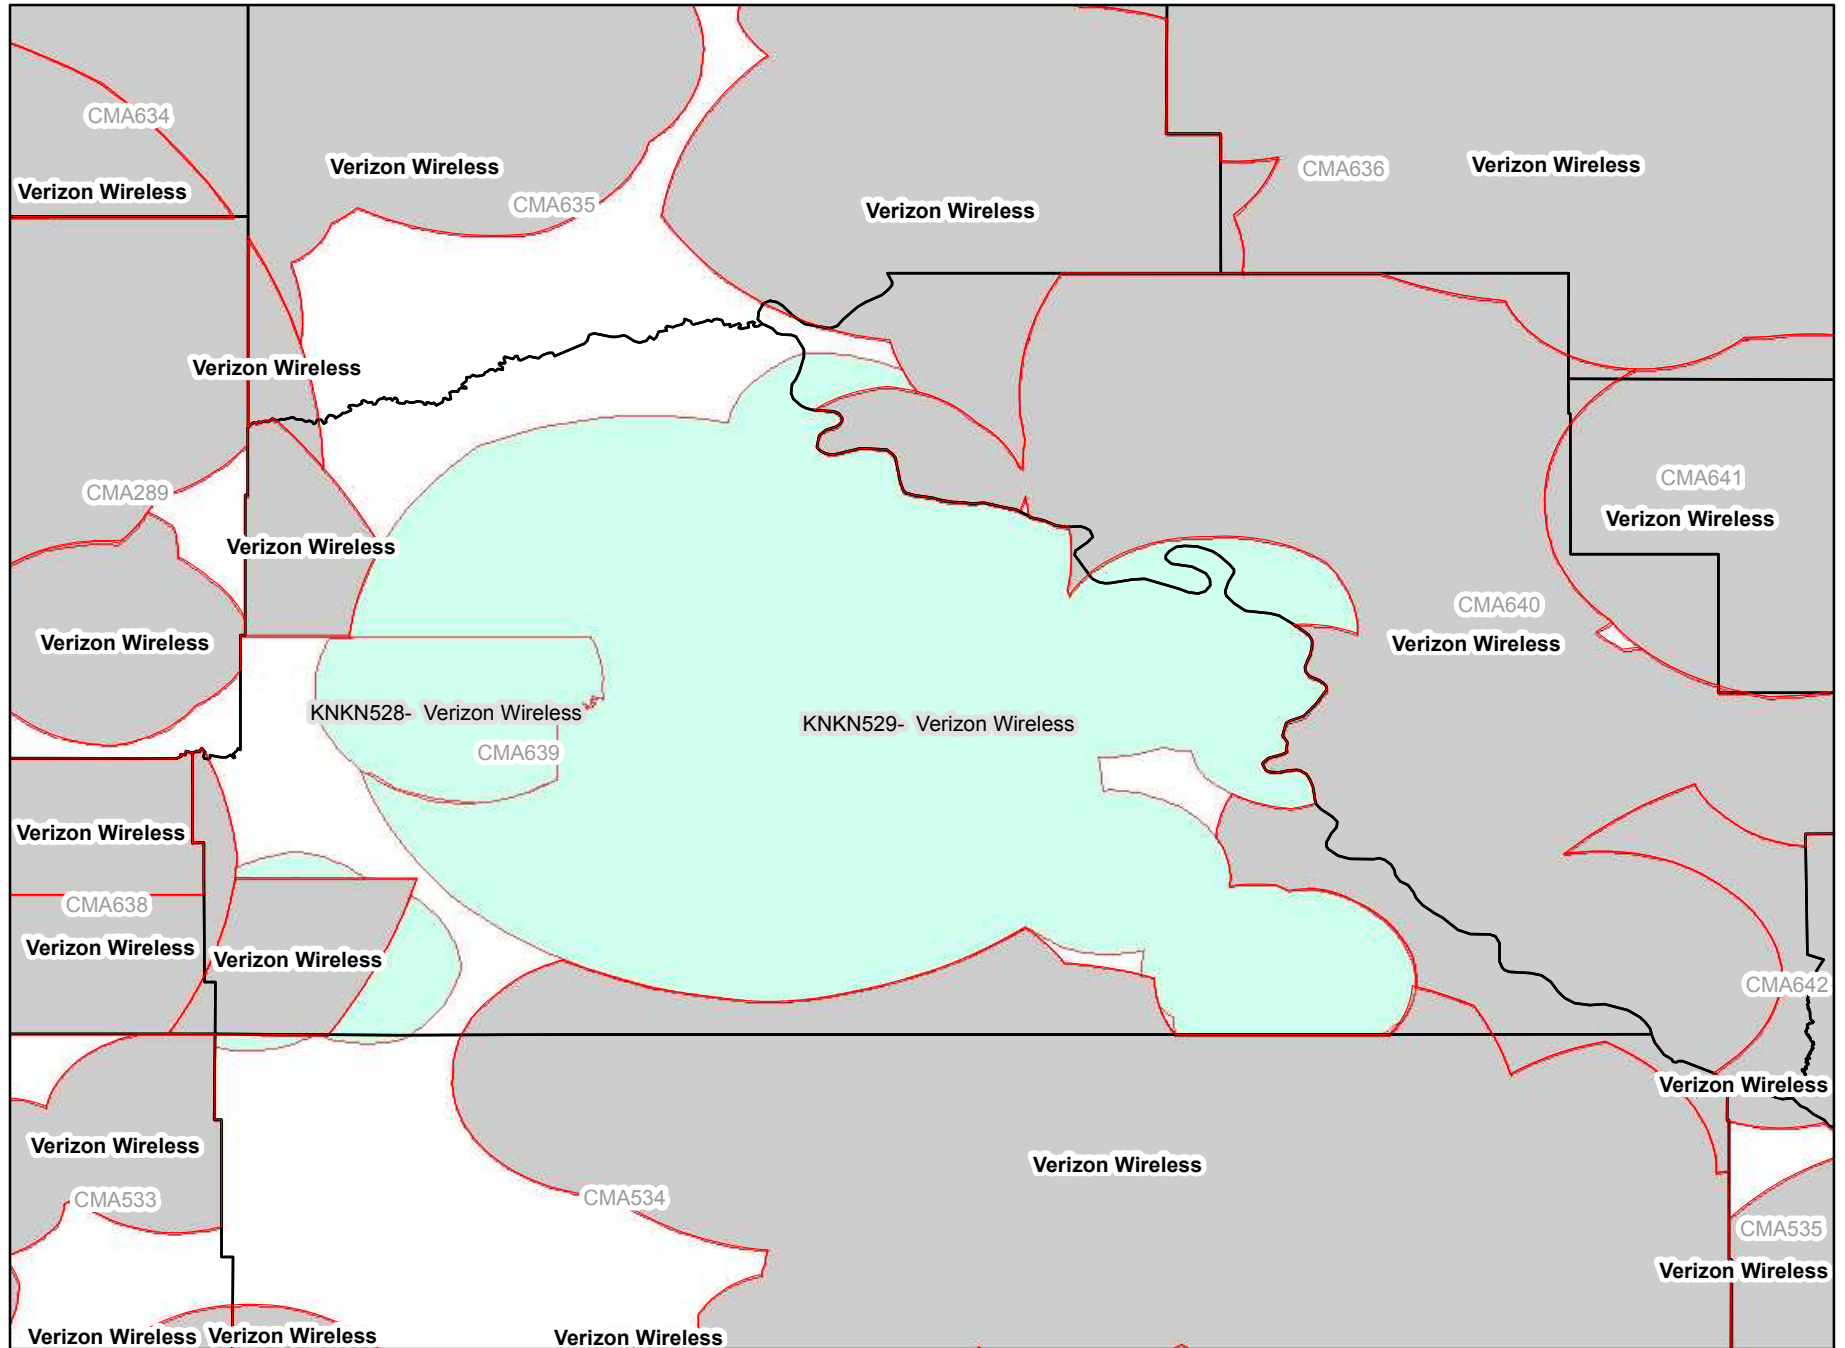 CMA634
Verizon Wireless
Verizon Wireless
CMA635
Verizon Wireless
CMA636
Verizon Wireless
Verizon Wireless
CMA289
Verizon Wireless
CMA641
Verizon Wireless
Verizon Wireless
CMA640
Verizon Wireless
KNKN528- Verizon Wireless
CMA639
KNKN529- Verizon Wireless
Verizon Wireless
CMA638
Verizon Wireless
Verizon Wireless
CMA642
Verizon Wireless
Verizon Wireless
CMA533
CMA534
Verizon Wireless
CMA535
Verizon Wireless
Verizon Wireless
Verizon Wireless
Verizon Wireless